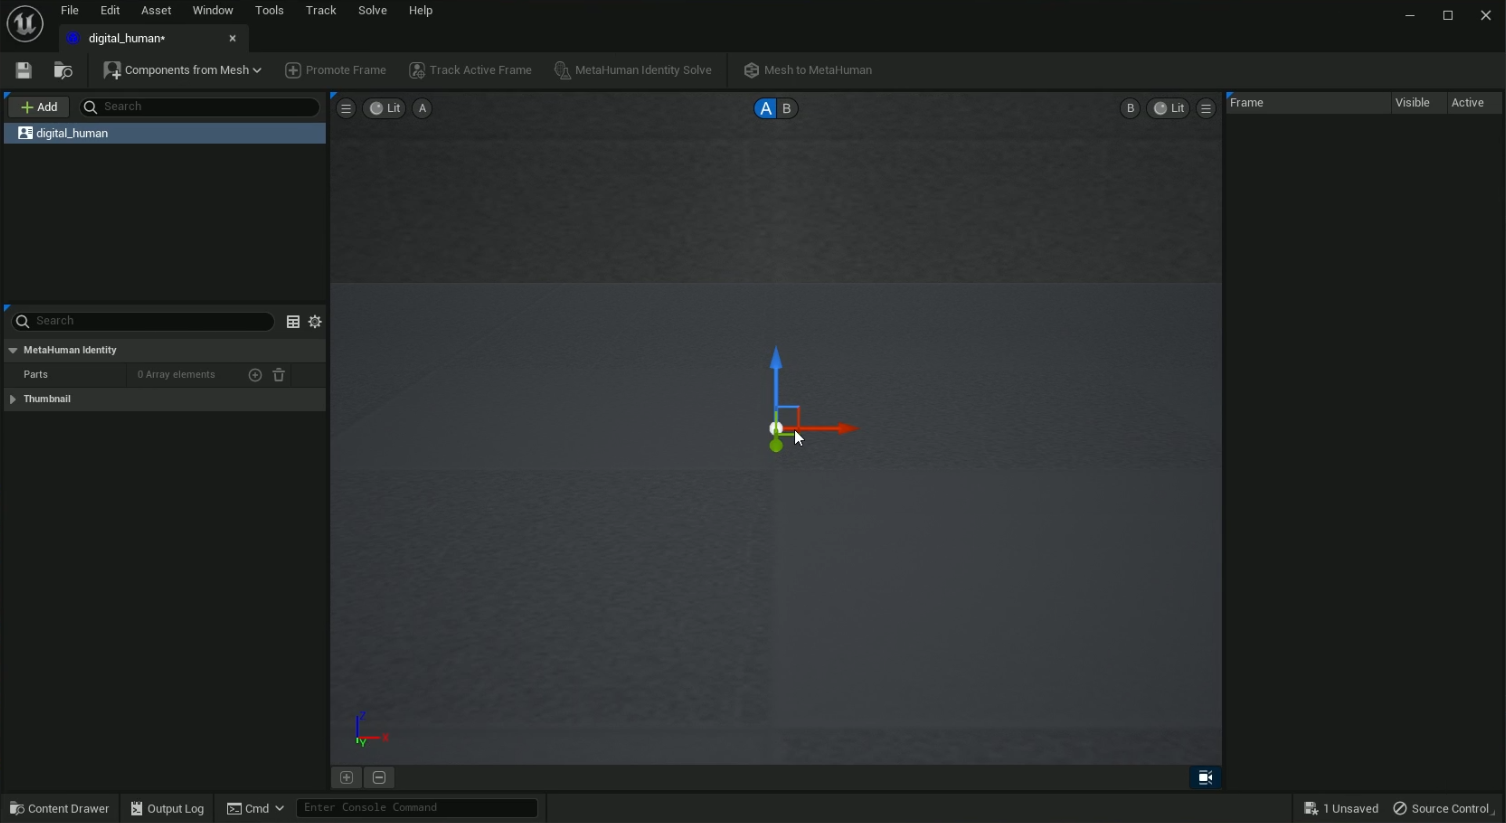 File Edit Asset Window Tools Track Solve Help
digital_human*
Components from Mesh Promote Frame Track Active Frame MetaHuman Identity Solve Mesh to MetaHuman
Add Search
Lit A A B B Lit
Frame Visible Active
digital_human
Search
MetaHuman Identity
Parts 0 Array elements
Thumbnail
Z
X
Y
Content Drawer Output Log Cmd Enter Console Command 1 Unsaved Source Control